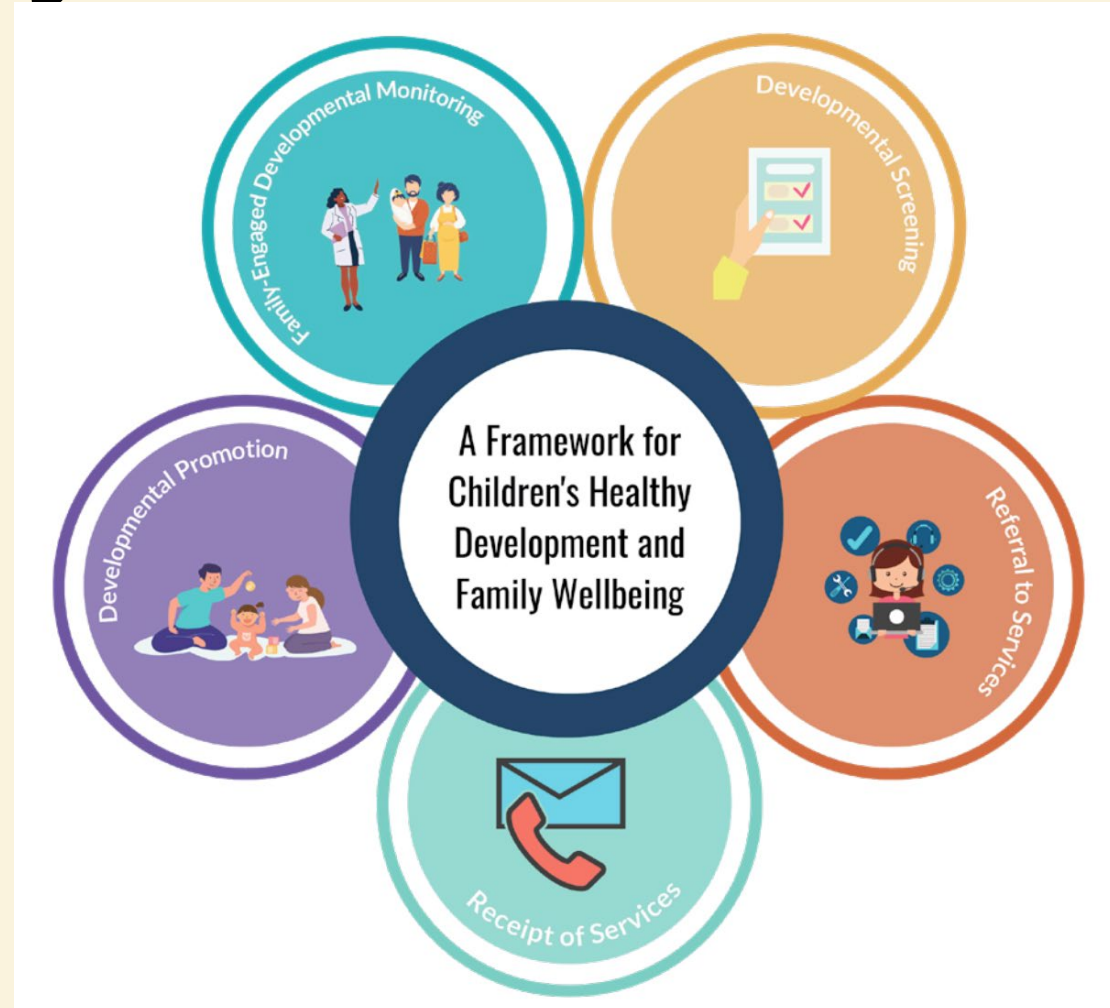 Family-Engaged Developmental Monitoring
Developmental Screening
Developmental Promotion
A Framework for
Children's Healthy
Development and
Family Wellbeing
Referral to Services
Receipt of Services